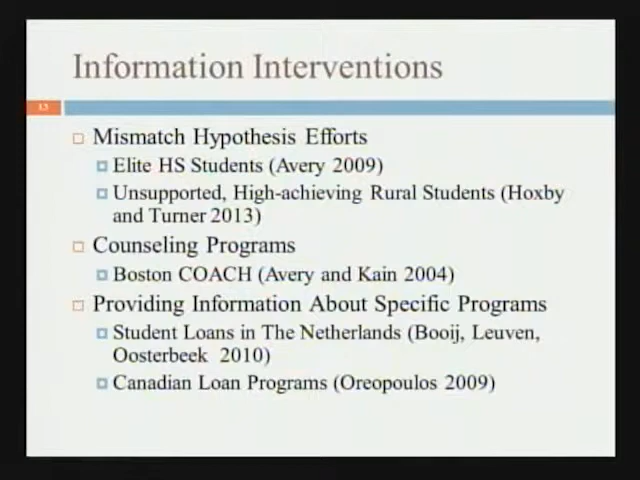 Information Interventions
13
Mismatch Hypothesis Efforts
Elite HS Students (Avery 2009)
Unsupported, High-achieving Rural Students (Hoxby
and Turner 2013)
Counseling Programs
Boston COACH (Avery and Kain 2004)
Providing Information About Specific Programs
Student Loans in The Netherlands (Booij, Leuven,
Oosterbeek 2010)
Canadian Loan Programs (Oreopoulos 2009)